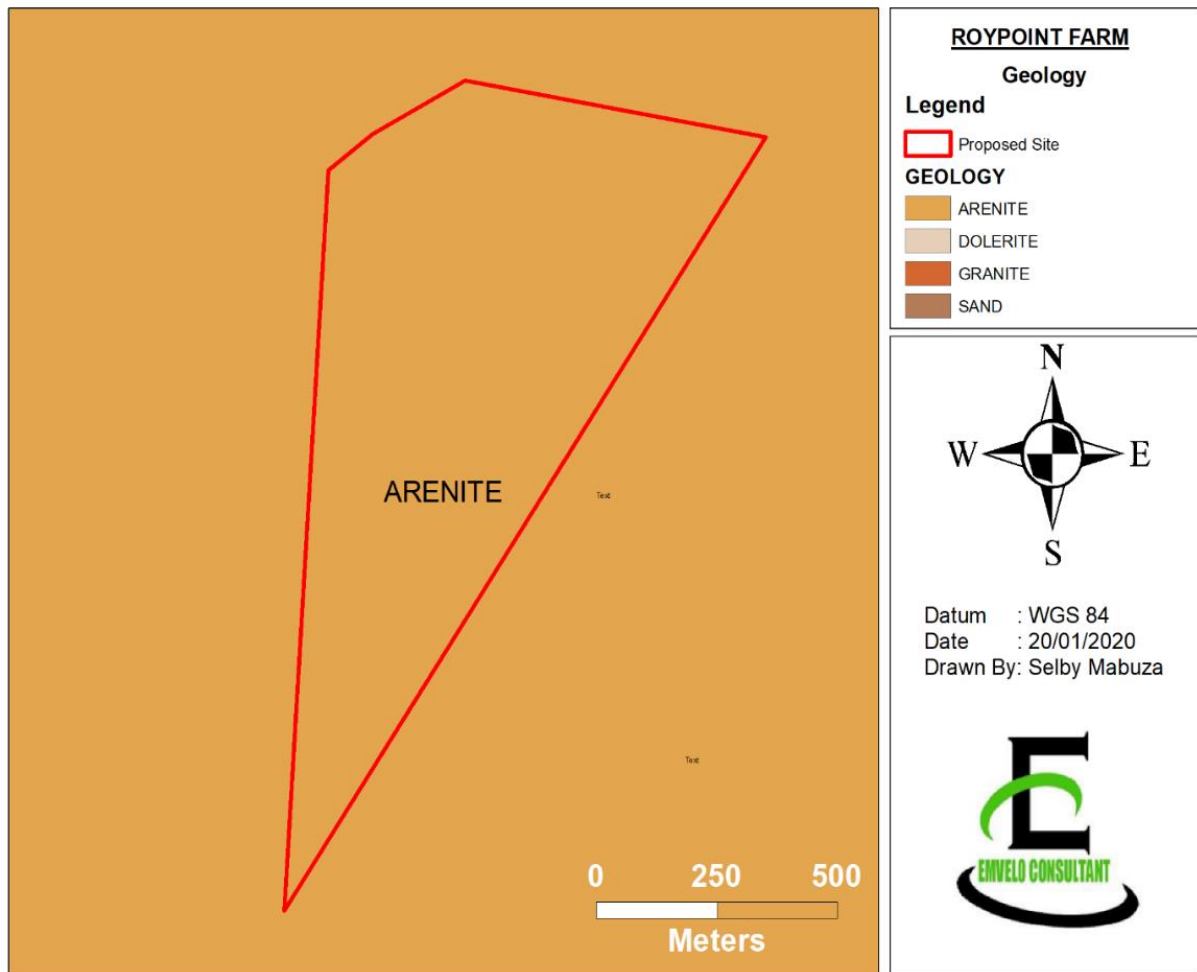 ARENITE
Text
Text
0 250 500
Meters
ROYPOINT FARM
Geology
Legend
Proposed Site
GEOLOGY
ARENITE
DOLERITE
GRANITE
SAND
N
W E
S
Datum : WGS 84
Date : 20/01/2020
Drawn By: Selby Mabuza
E
EMVELO CONSULTANT